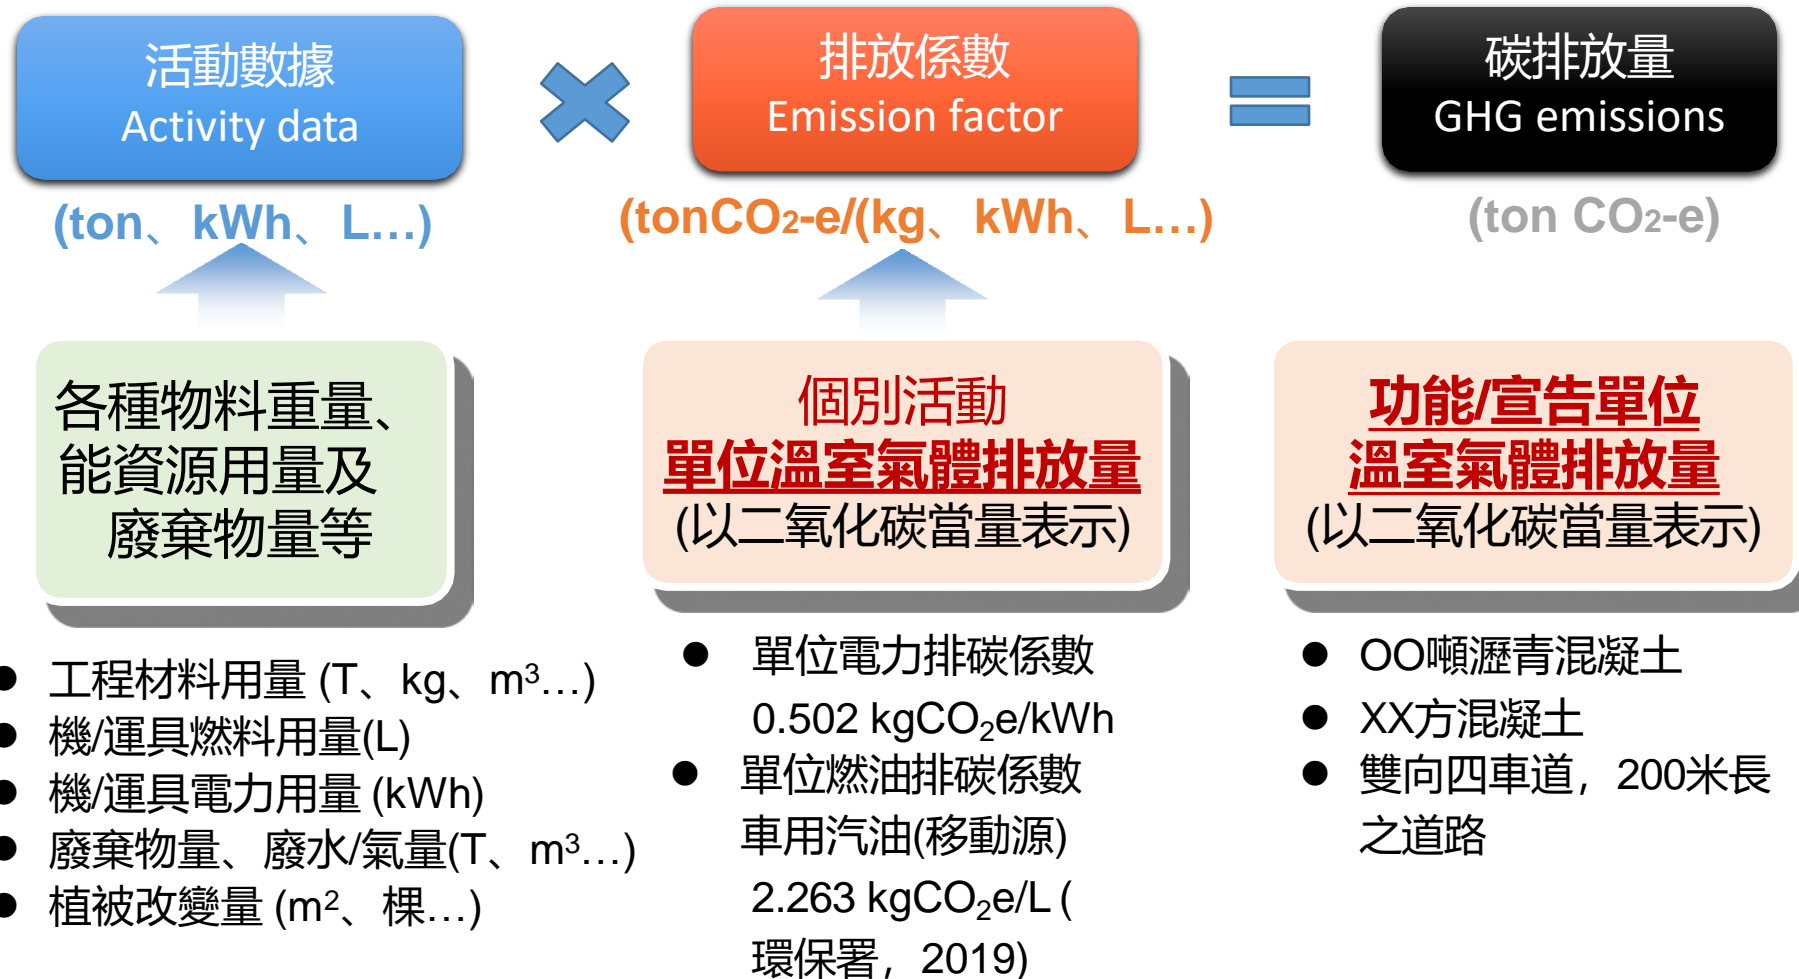 活動數據
Activity data
排放係數
Emission factor
碳排放量
GHG emissions
(ton、kWh、L...)
(tonCO₂-e/(kg、kWh、L...)
(ton CO₂-e)
各種物料重量、
能資源用量及
廢棄物量等
● 工程材料用量 (T、kg、m³...)
● 機/運具燃料用量(L)
● 機/運具電力用量 (kWh)
● 廢棄物量、廢水/氣量(T、m³...)
● 植被改變量 (m²、棵...)
個別活動
單位溫室氣體排放量
(以二氧化碳當量表示)
● 單位電力排碳係數
0.502 kgCO₂e/kWh
● 單位燃油排碳係數
車用汽油(移動源)
2.263 kgCO₂e/L (
環保署，2019)
功能/宣告單位
溫室氣體排放量
(以二氧化碳當量表示)
● OO噸瀝青混凝土
● XX方混凝土
● 雙向四車道，200米長
之道路